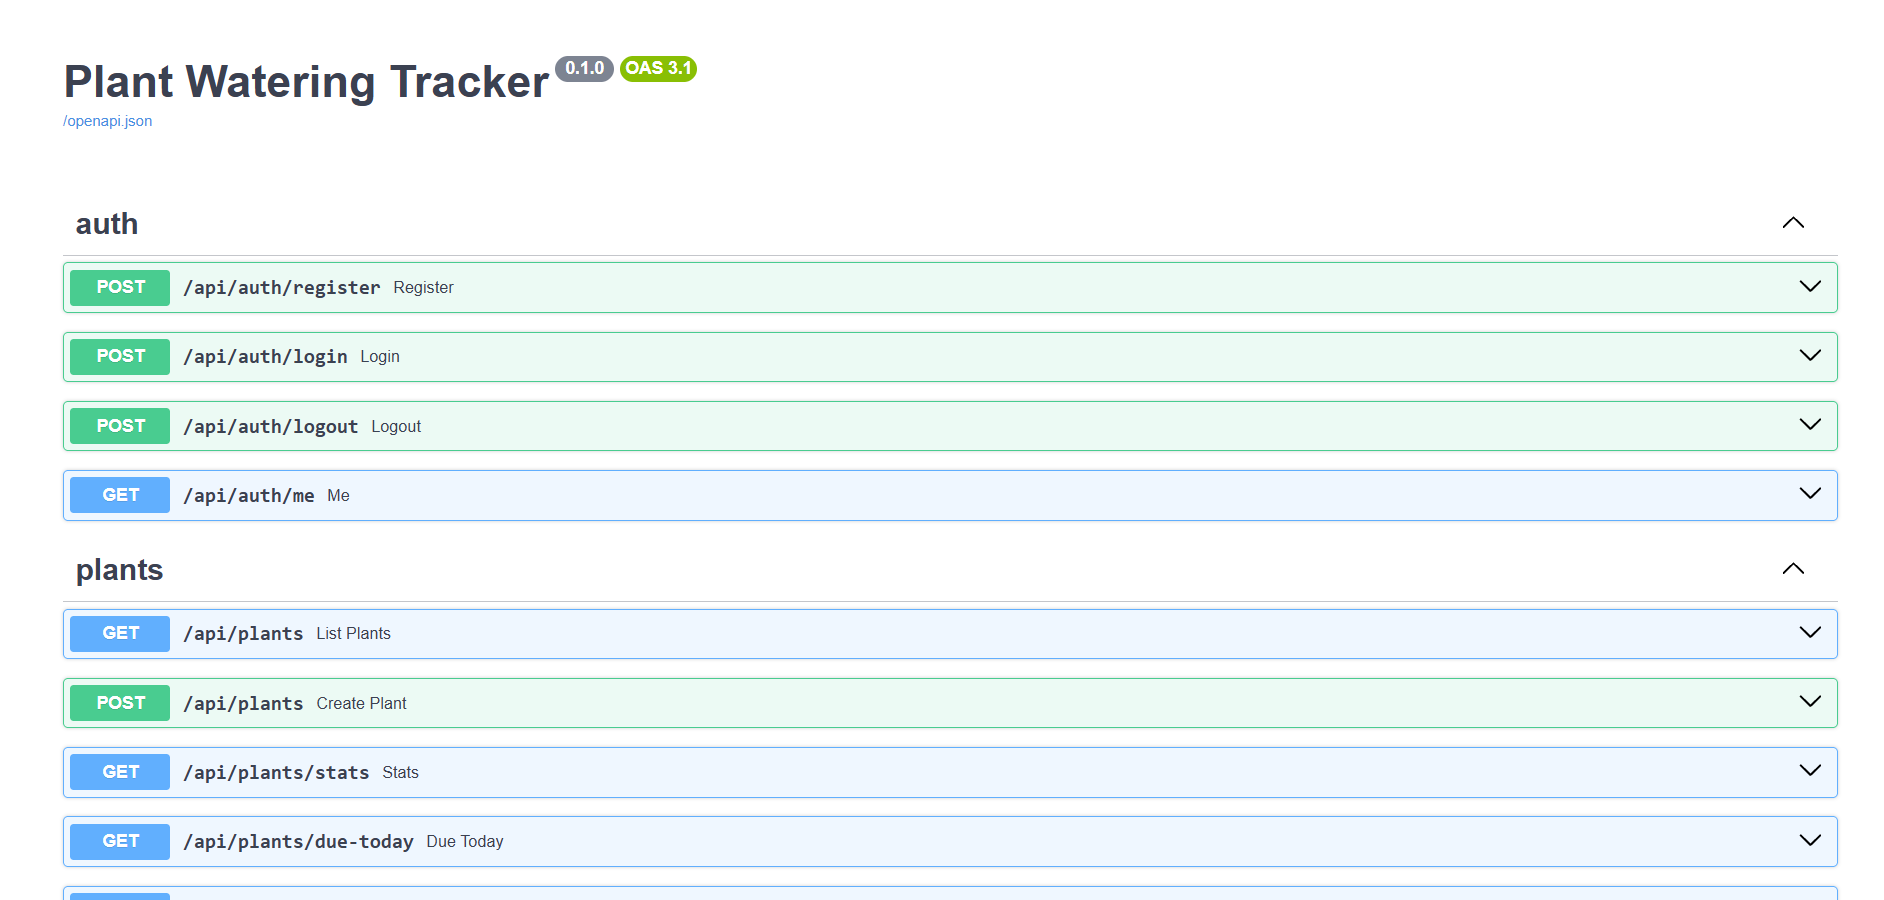 Plant Watering Tracker 0.1.0 OAS 3.1
/openapi.json
auth
POST /api/auth/register Register
POST /api/auth/login Login
POST /api/auth/logout Logout
GET /api/auth/me Me
plants
GET /api/plants List Plants
POST /api/plants Create Plant
GET /api/plants/stats Stats
GET /api/plants/due-today Due Today